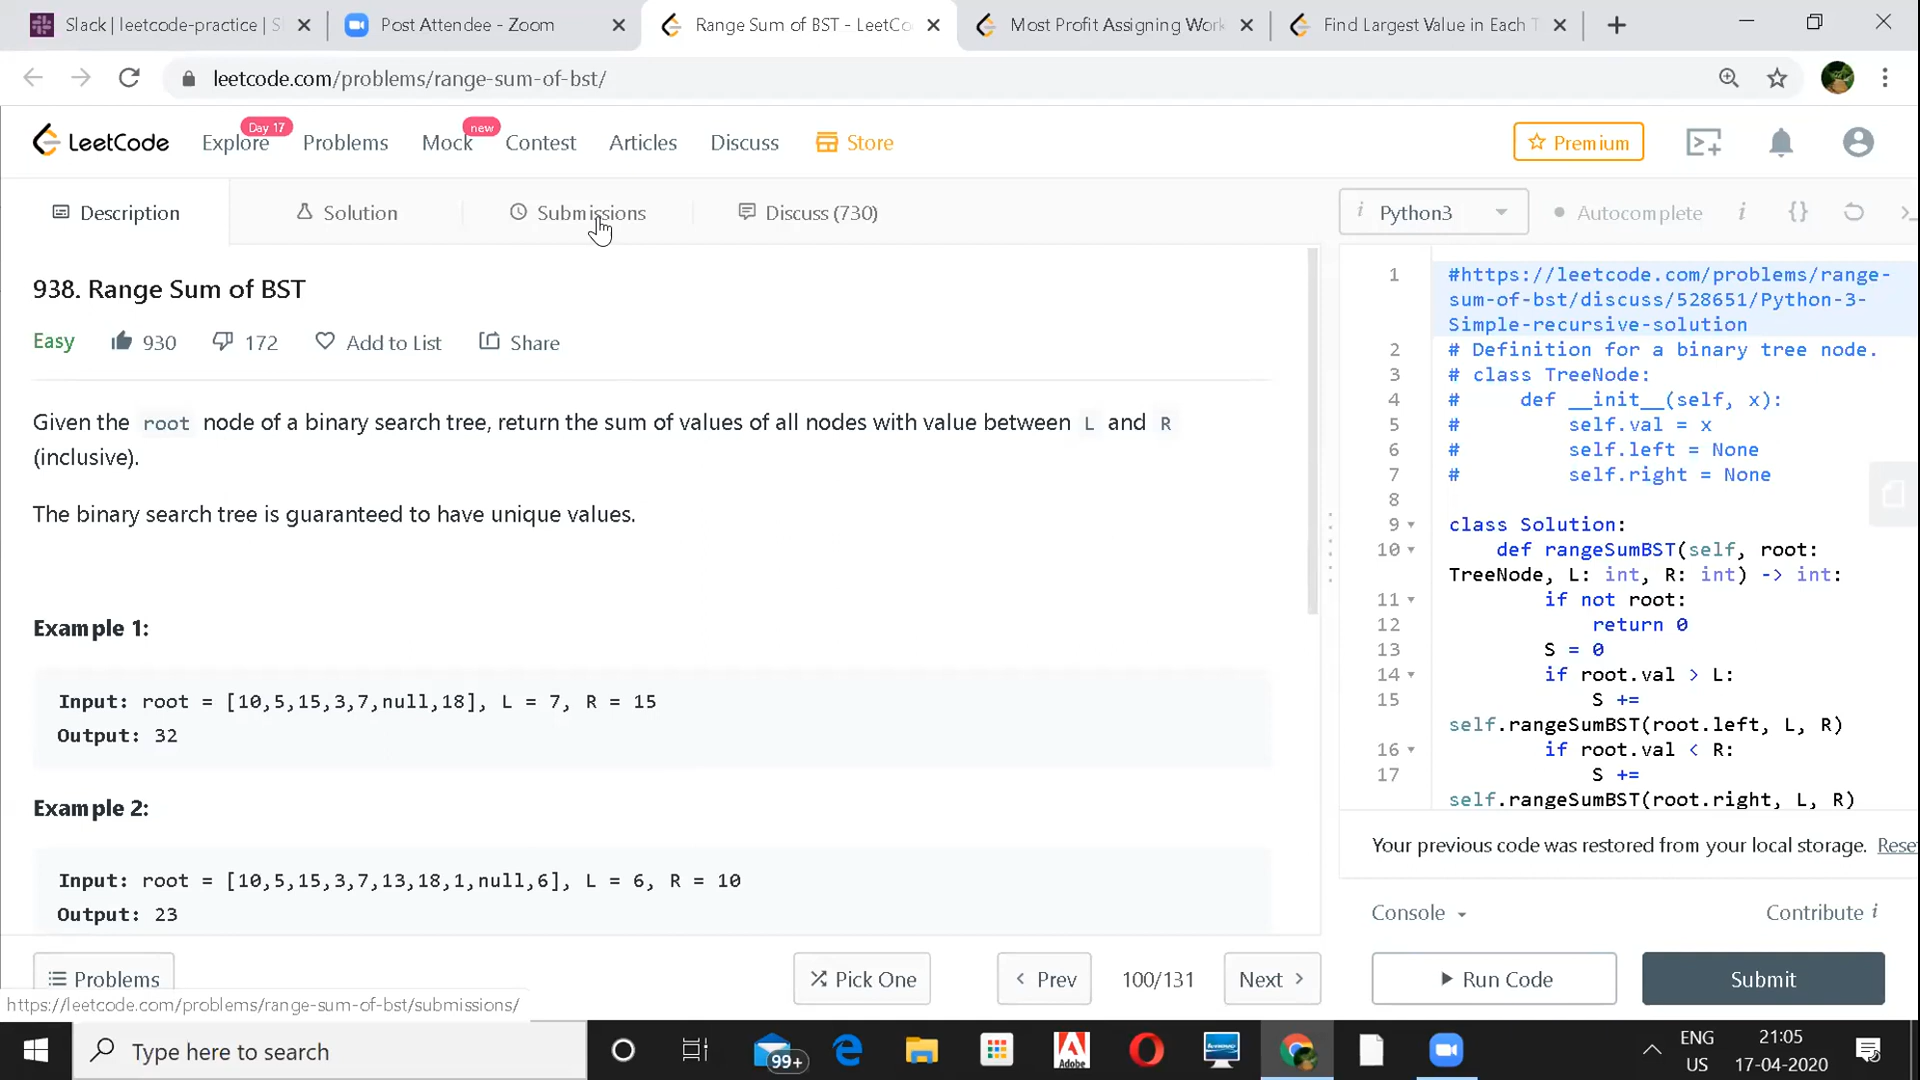 Slack | leetcode-practice | S
Post Attendee - Zoom
Range Sum of BST - LeetCo
Most Profit Assigning Work
Find Largest Value in Each T
leetcode.com/problems/range-sum-of-bst/
LeetCode
Explore
Day 17
Problems
Mock
new
Contest
Articles
Discuss
Store
Premium
Description
Solution
Submissions
Discuss (730)
i Python3
Autocomplete
i {}
938. Range Sum of BST
Easy 930 172 Add to List Share
Given the root node of a binary search tree, return the sum of values of all nodes with value between L and R
(inclusive).
The binary search tree is guaranteed to have unique values.
Example 1:
Input: root = [10,5,15,3,7,null,18], L = 7, R = 15
Output: 32
Example 2:
Input: root = [10,5,15,3,7,13,18,1,null,6], L = 6, R = 10
Output: 23
1 #https://leetcode.com/problems/range-
sum-of-bst/discuss/528651/Python-3-
Simple-recursive-solution
2 # Definition for a binary tree node.
3 # class TreeNode:
4 # def __init__(self, x):
5 # self.val = x
6 # self.left = None
7 # self.right = None
8
9 class Solution:
10 def rangeSumBST(self, root:
TreeNode, L: int, R: int) -> int:
11 if not root:
12 return 0
13 S = 0
14 if root.val > L:
15 S +=
self.rangeSumBST(root.left, L, R)
16 if root.val < R:
17 S +=
self.rangeSumBST(root.right, L, R)
Your previous code was restored from your local storage. Rese
Console
Contribute i
Problems
Pick One
Prev
100/131
Next
Run Code
Submit
https://leetcode.com/problems/range-sum-of-bst/submissions/
Type here to search
99+
Adobe
ENG
US
21:05
17-04-2020